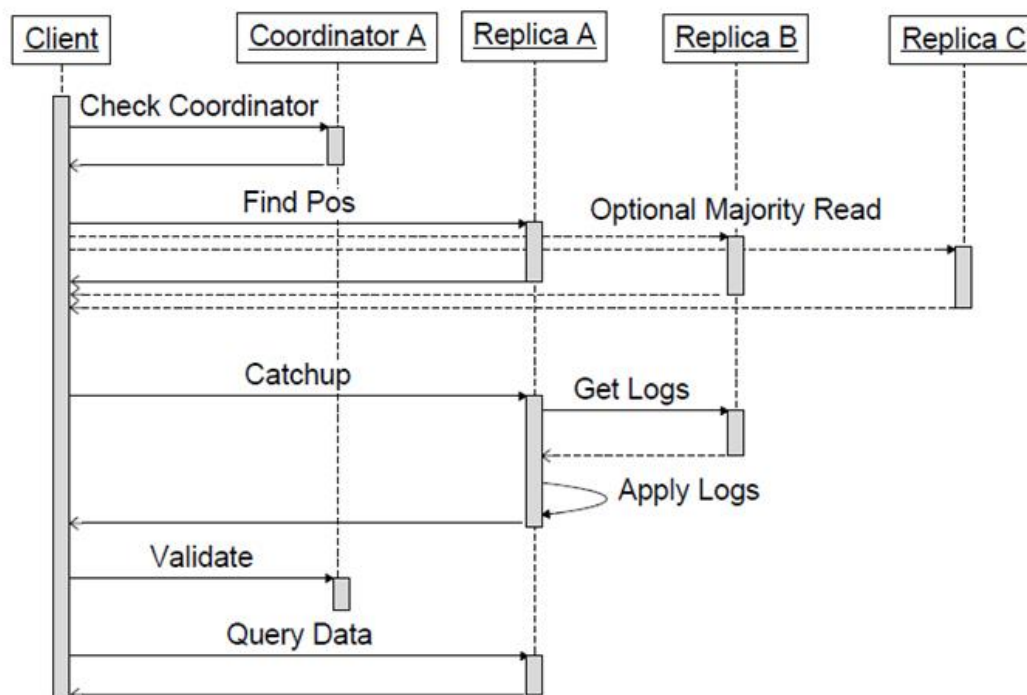 Client
Coordinator A
Replica A
Replica B
Replica C
Check Coordinator
Find Pos
Optional Majority Read
Catchup
Get Logs
Apply Logs
Validate
Query Data